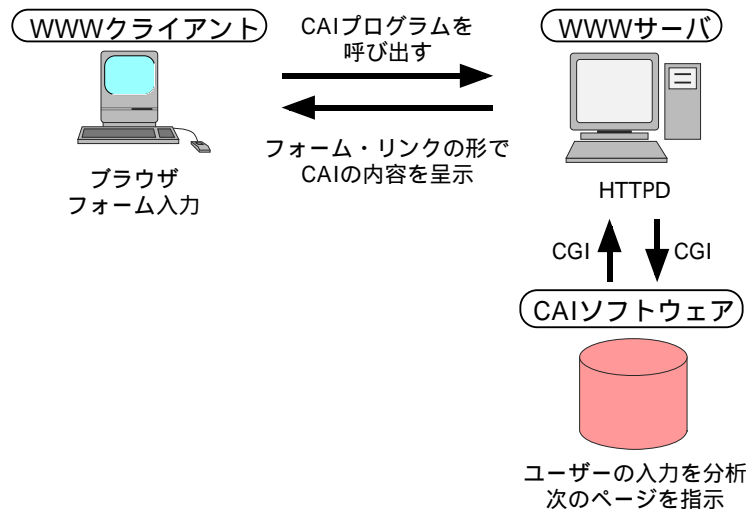 WWWクライアント
CAIプログラムを
呼び出す
WWWサーバ
フォーム・リンクの形で
CAIの内容を呈示
ブラウザ
フォーム入力
HTTPD
CGI
CGI
CAIソフトウェア
ユーザーの入力を分析
次のページを指示